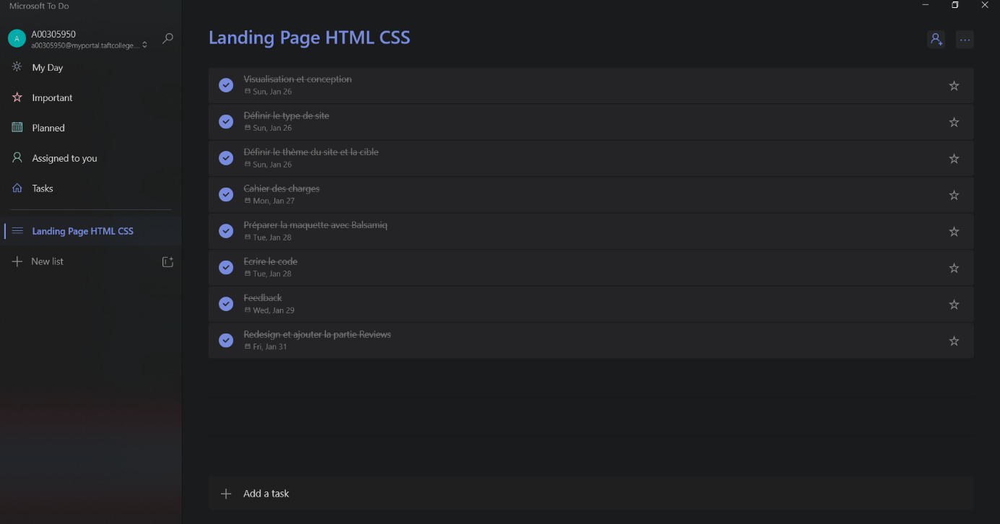 Microsoft To Do
A
A00305950
a00305950@myportal.taftcollege...
My Day
Important
Planned
Assigned to you
Tasks
Landing Page HTML CSS
New list
Landing Page HTML CSS
Visualisation et conception
Sun, Jan 26
Définir le type de site
Sun, Jan 26
Définir le thème du site et la cible
Sun, Jan 26
Cahier des charges
Mon, Jan 27
Préparer la maquette avec Balsamiq
Tue, Jan 28
Ecrire le code
Tue, Jan 28
Feedback
Wed, Jan 29
Redesign et ajouter la partie Reviews
Fri, Jan 31
Add a task